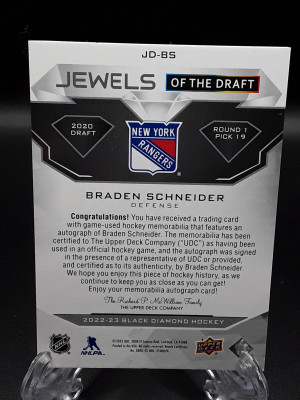 JD-BS
JEWELS OF THE DRAFT
2020
DRAFT
NEW YORK
RANGERS
ROUND 1
PICK 19
BRADEN SCHNEIDER
DEFENSE
Congratulations! You have received a trading card
with game-used hockey memorabilia that features an
autograph of Braden Schneider. The memorabilia has been
certified to The Upper Deck Company ("UDC") as having been
used in an official hockey game, and the autograph was signed
in the presence of a representative of UDC or provided,
and certified as to its authenticity, by Braden Schneider.
We hope you enjoy this piece of hockey history, as we
continue to keep you as close as you can get!
Enjoy your memorabilia autograph card!
The Richard P. McWilliam Family
THE UPPER DECK COMPANY
2022-23 BLACK DIAMOND HOCKEY
NHL
NHLPA
UPPER DECK